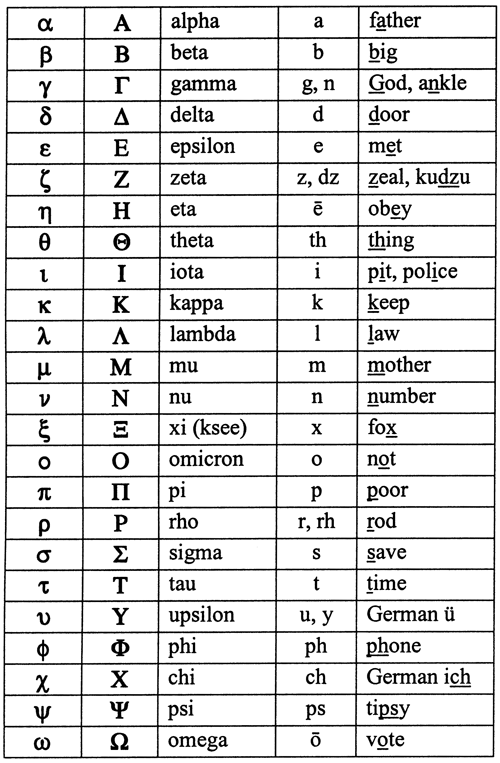 α Α alpha a father
β Β beta b big
γ Γ gamma g, n God, ankle
δ Δ delta d door
ε Ε epsilon e met
ζ Ζ zeta z, dz zeal, kudzu
η Η eta ē obey
θ Θ theta th thing
ι Ι iota i pit, police
κ Κ kappa k keep
λ Λ lambda l law
μ Μ mu m mother
ν Ν nu n number
ξ Ξ xi (ksee) x fox
ο Ο omicron o not
π Π pi p poor
ρ Ρ rho r, rh rod
σ Σ sigma s save
τ Τ tau t time
υ Υ upsilon u, y German ü
φ Φ phi ph phone
χ Χ chi ch German ich
ψ Ψ psi ps tipsy
ω Ω omega ō vote